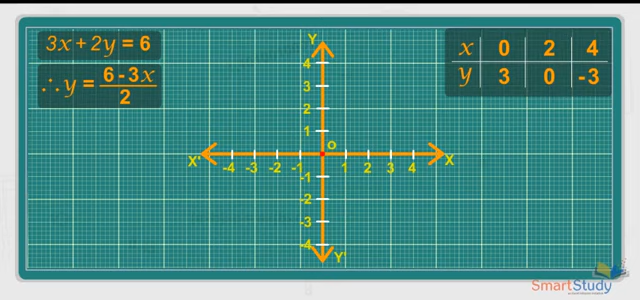 3x + 2y = 6
∴ y = (6 - 3x)/2
x 0 2 4
y 3 0 -3
Y
4
3
2
1
O
X' -4 -3 -2 -1 1 2 3 4 X
-1
-2
-3
-4
Y'
SmartStudy